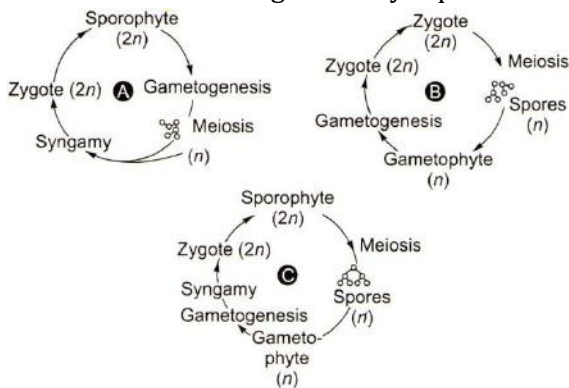 Sporophyte
(2n)
Zygote (2n)
A
Gametogenesis
Meiosis
Syngamy
(n)
Zygote
(2n)
Meiosis
Zygote (2n)
B
Spores
(n)
Gametogenesis
Gametophyte
(n)
Sporophyte
(2n)
Meiosis
Zygote (2n)
C
Syngamy
Spores
(n)
Gametogenesis
Gameto-
phyte
(n)